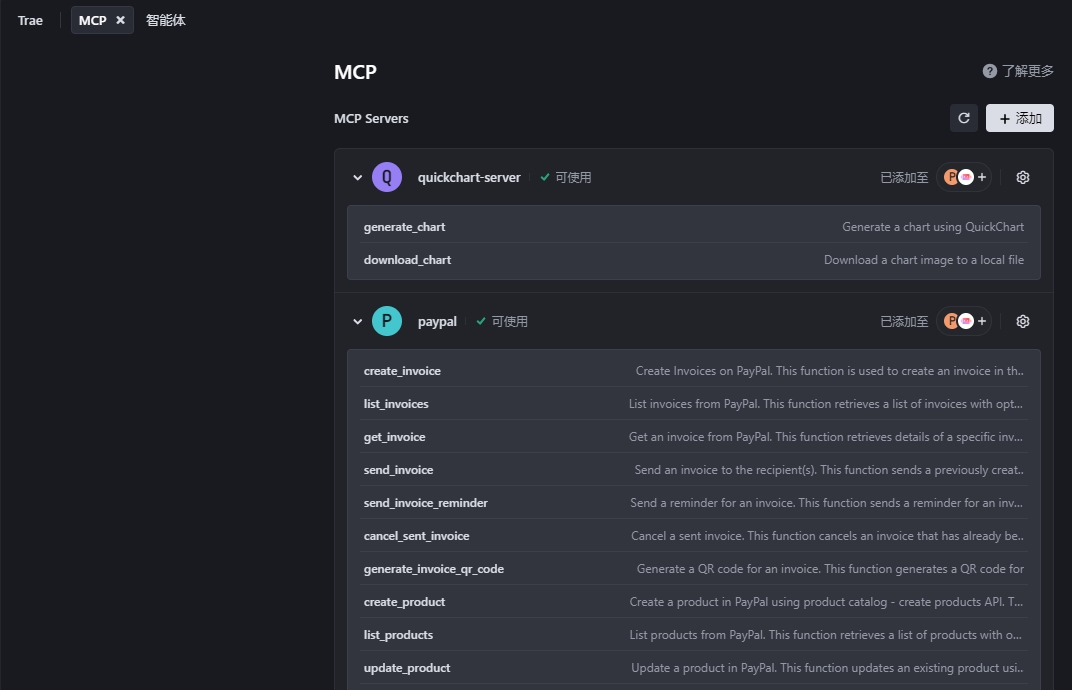 Trae MCP 智能体
MCP 了解更多
MCP Servers 添加
Q quickchart-server 可使用 已添加至 P
generate_chart Generate a chart using QuickChart
download_chart Download a chart image to a local file
P paypal 可使用 已添加至 P
create_invoice Create Invoices on PayPal. This function is used to create an invoice in th..
list_invoices List invoices from PayPal. This function retrieves a list of invoices with opt...
get_invoice Get an invoice from PayPal. This function retrieves details of a specific inv...
send_invoice Send an invoice to the recipient(s). This function sends a previously creat..
send_invoice_reminder Send a reminder for an invoice. This function sends a reminder for an inv...
cancel_sent_invoice Cancel a sent invoice. This function cancels an invoice that has already be..
generate_invoice_qr_code Generate a QR code for an invoice. This function generates a QR code for
create_product Create a product in PayPal using product catalog - create products API. T...
list_products List products from PayPal. This function retrieves a list of products with o...
update_product Update a product in PayPal. This function updates an existing product usi..